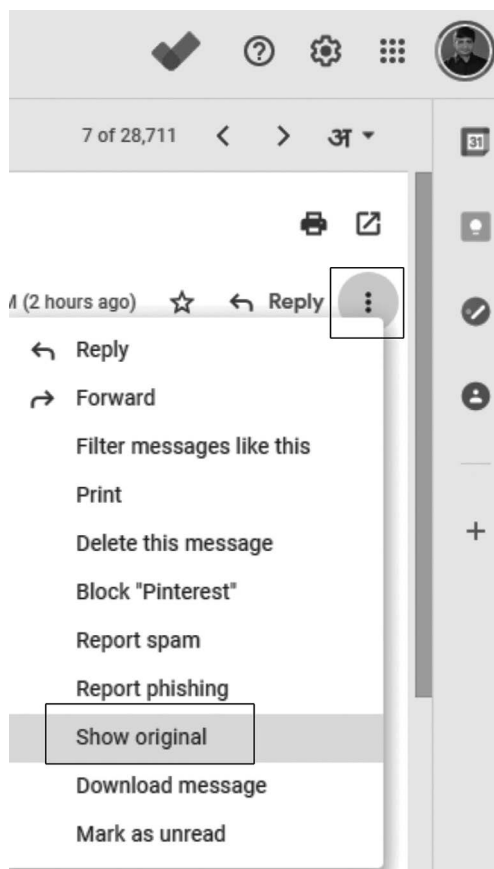 7 of 28,711 अ
31
M (2 hours ago) Reply
Reply
Forward
Filter messages like this
Print
Delete this message
Block "Pinterest"
Report spam
Report phishing
Show original
Download message
Mark as unread